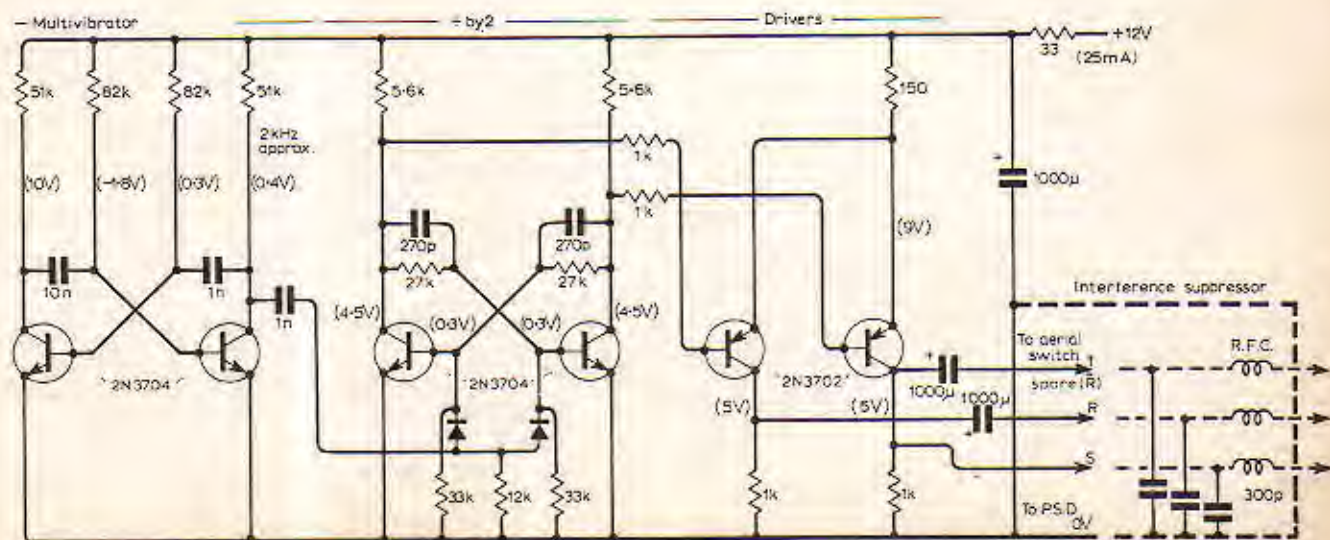 Multivibrator
÷by2
Drivers
33
+12V
(25mA)
51k
82k
82k
51k
5·6k
5·6k
150
2kHz
approx.
1k
1k
1000µ
(10V)
(-1·8V)
(0·3V)
(0·4V)
(9V)
270p
270p
27k
27k
10n
1n
1n
Interference suppressor
(4·5V)
(0·3V)
(0·3V)
(4·5V)
To aerial
switch
T
R.F.C.
2N3704
2N3704
2N3702
1000µ
1000µ
spare(R)
(5V)
(5V)
R
S
33k
12k
33k
1k
1k
300p
To P.S.D.
0V